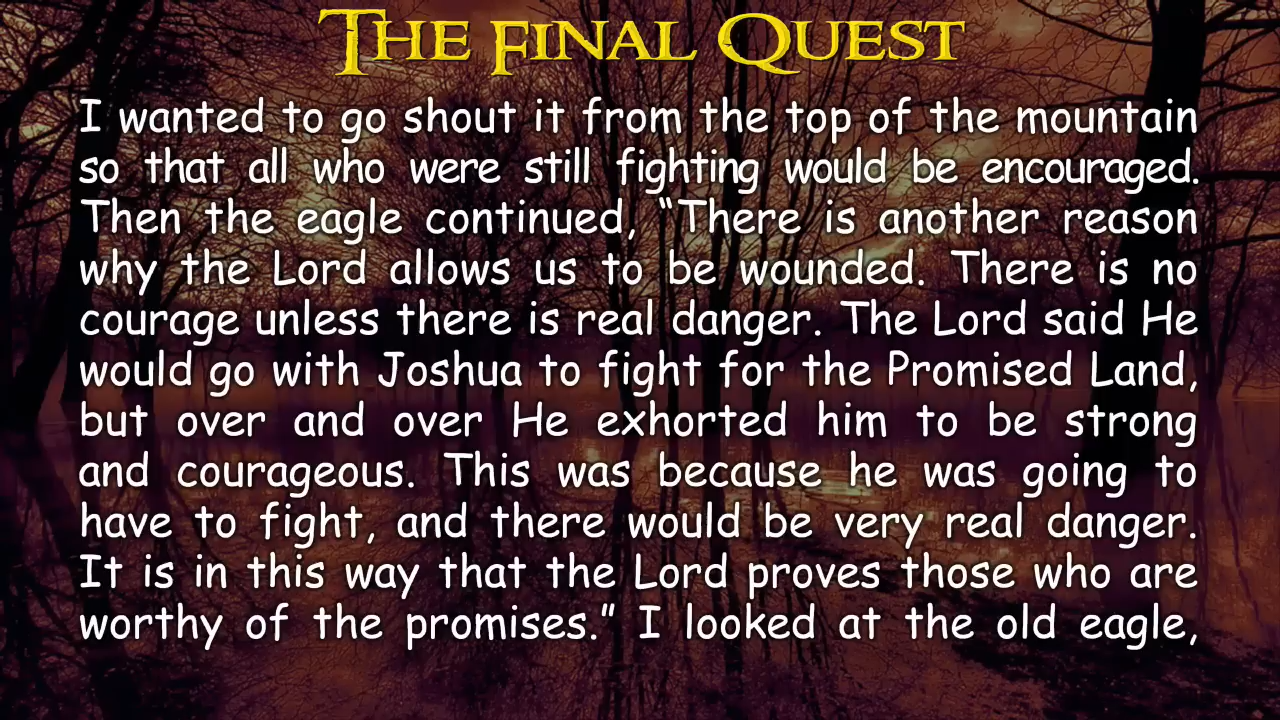 The Final Quest
I wanted to go shout it from the top of the mountain
so that all who were still fighting would be encouraged.
Then the eagle continued, “There is another reason
why the Lord allows us to be wounded. There is no
courage unless there is real danger. The Lord said He
would go with Joshua to fight for the Promised Land,
but over and over He exhorted him to be strong
and courageous. This was because he was going to
have to fight, and there would be very real danger.
It is in this way that the Lord proves those who are
worthy of the promises.” I looked at the old eagle,